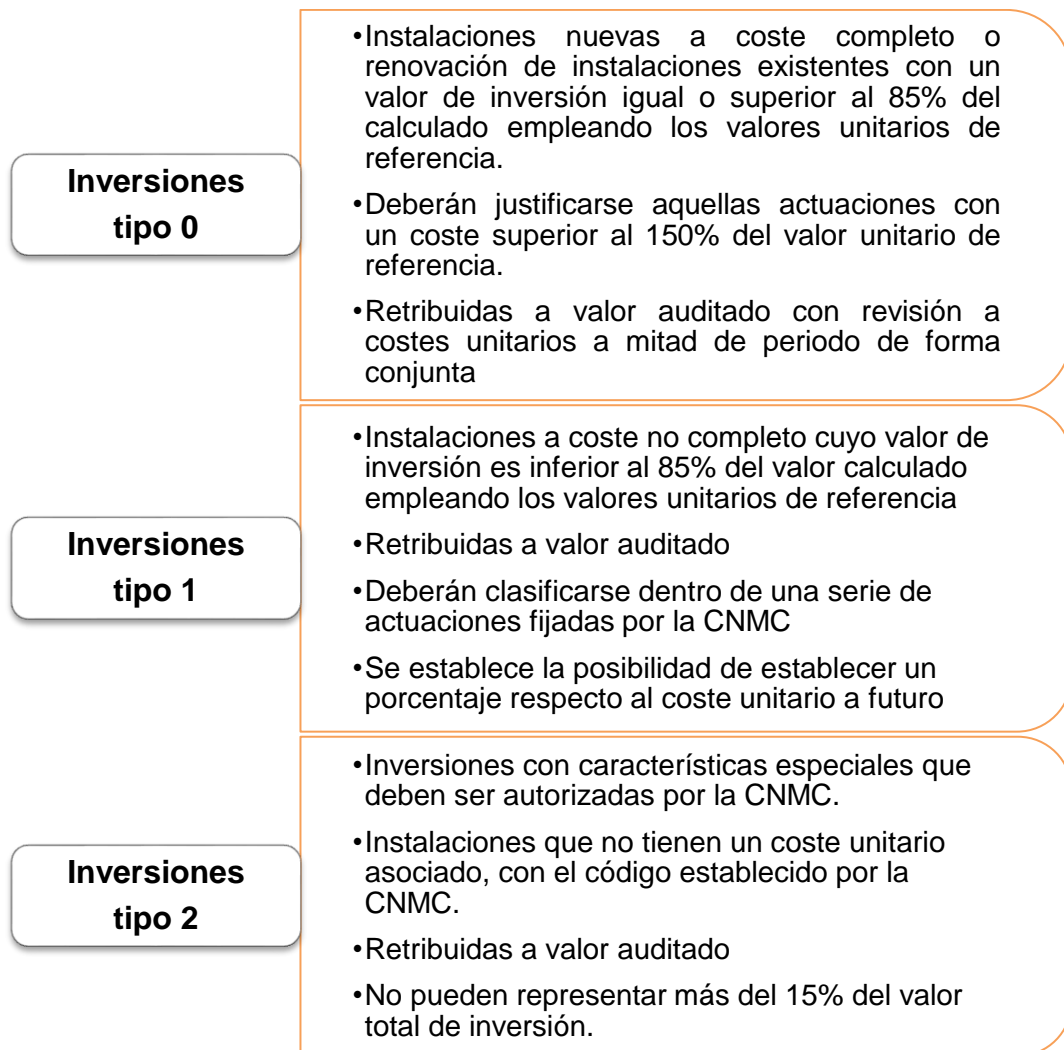 Inversiones
tipo 0
•Instalaciones nuevas a coste completo o
renovación de instalaciones existentes con un
valor de inversión igual o superior al 85% del
calculado empleando los valores unitarios de
referencia.
•Deberán justificarse aquellas actuaciones con
un coste superior al 150% del valor unitario de
referencia.
•Retribuidas a valor auditado con revisión a
costes unitarios a mitad de periodo de forma
conjunta
Inversiones
tipo 1
•Instalaciones a coste no completo cuyo valor de
inversión es inferior al 85% del valor calculado
empleando los valores unitarios de referencia
•Retribuidas a valor auditado
•Deberán clasificarse dentro de una serie de
actuaciones fijadas por la CNMC
•Se establece la posibilidad de establecer un
porcentaje respecto al coste unitario a futuro
Inversiones
tipo 2
•Inversiones con características especiales que
deben ser autorizadas por la CNMC.
•Instalaciones que no tienen un coste unitario
asociado, con el código establecido por la
CNMC.
•Retribuidas a valor auditado
•No pueden representar más del 15% del valor
total de inversión.